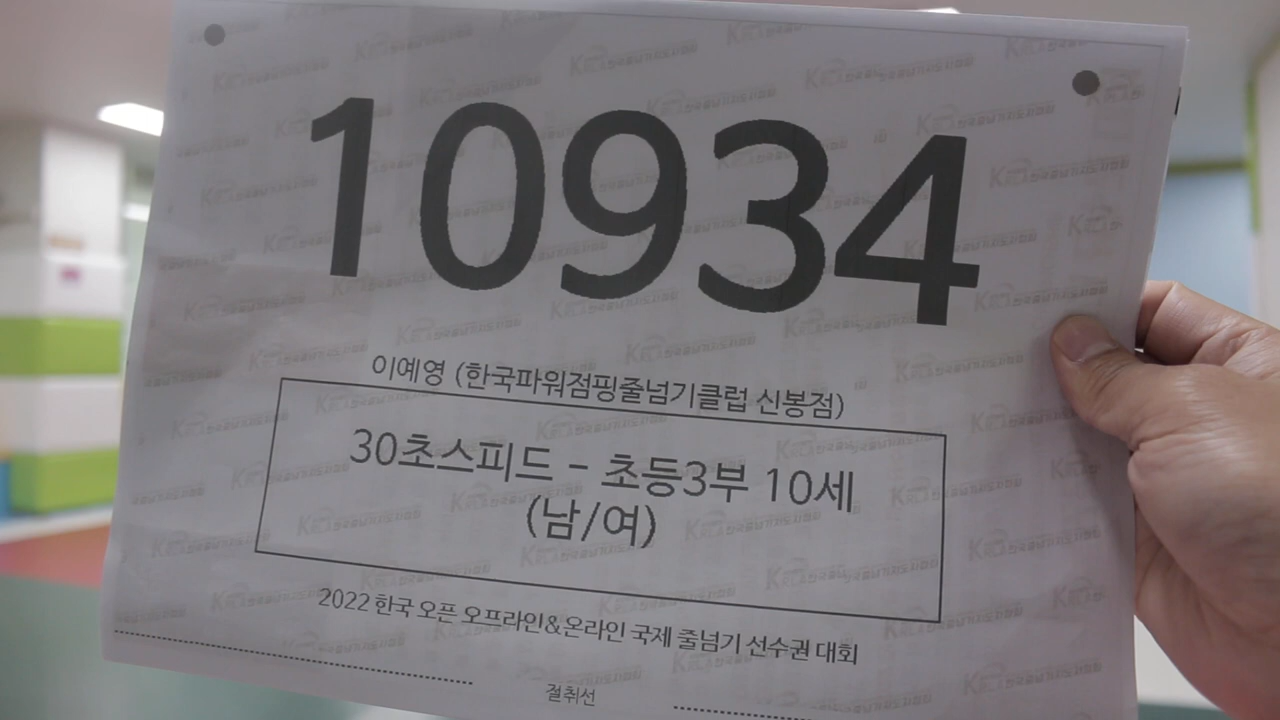 10934
이예영 (한국파워점핑줄넘기클럽 신봉점)
30초스피드 - 초등3부 10세
(남/여)
2022 한국 오픈 오프라인&온라인 국제 줄넘기 선수권 대회
절취선